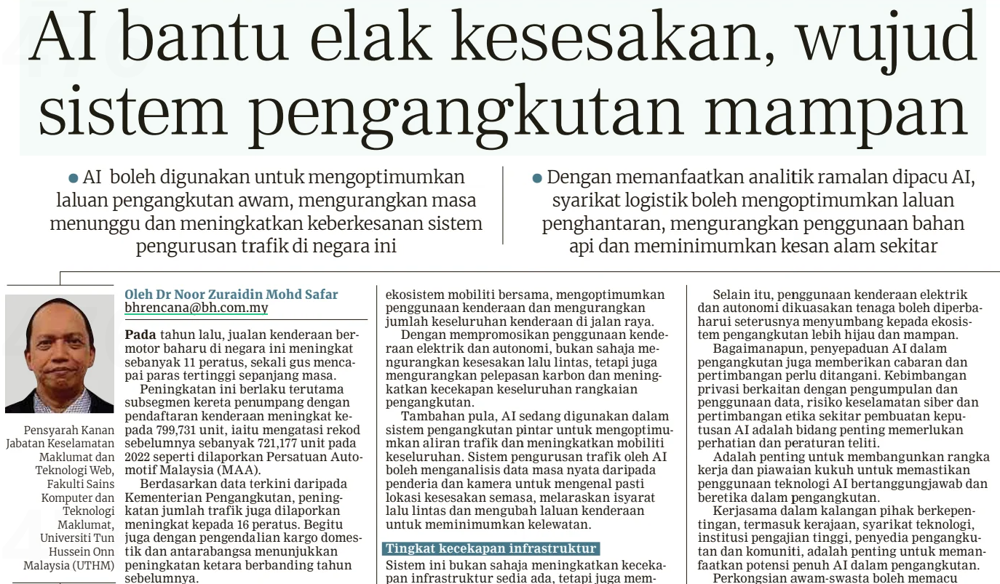 AI bantu elak kesesakan, wujud
sistem pengangkutan mampan
● AI boleh digunakan untuk mengoptimumkan
laluan pengangkutan awam, mengurangkan masa
menunggu dan meningkatkan keberkesanan sistem
pengurusan trafik di negara ini
● Dengan memanfaatkan analitik ramalan dipacu AI,
syarikat logistik boleh mengoptimumkan laluan
penghantaran, mengurangkan penggunaan bahan
api dan meminimumkan kesan alam sekitar
Pensyarah Kanan
Jabatan Keselamatan
Maklumat dan
Teknologi Web,
Fakulti Sains
Komputer dan
Teknologi
Maklumat,
Universiti Tun
Hussein Onn
Malaysia (UTHM)
Oleh Dr Noor Zuraidin Mohd Safar
bhrencana@bh.com.my
Pada tahun lalu, jualan kenderaan ber-
motor baharu di negara ini meningkat
sebanyak 11 peratus, sekali gus menca-
pai paras tertinggi sepanjang masa.
Peningkatan ini berlaku terutama
subsegmen kereta penumpang dengan
pendaftaran kenderaan meningkat ke-
pada 799,731 unit, iaitu mengatasi rekod
sebelumnya sebanyak 721,177 unit pada
2022 seperti dilaporkan Persatuan Auto-
motif Malaysia (MAA).
Berdasarkan data terkini daripada
Kementerian Pengangkutan, pening-
katan jumlah trafik juga dilaporkan
meningkat kepada 16 peratus. Begitu
juga dengan pengendalian kargo domes-
tik dan antarabangsa menunjukkan
peningkatan ketara berbanding tahun
sebelumnya.
ekosistem mobiliti bersama, mengoptimumkan
penggunaan kenderaan dan mengurangkan
jumlah keseluruhan kenderaan di jalan raya.
Dengan mempromosikan penggunaan kende-
raan elektrik dan autonomi, bukan sahaja me-
ngurangkan kesesakan lalu lintas, tetapi juga
mengurangkan pelepasan karbon dan mening-
katkan kecekapan keseluruhan rangkaian
pengangkutan.
Tambahan pula, AI sedang digunakan dalam
sistem pengangkutan pintar untuk mengoptimu-
mkan aliran trafik dan meningkatkan mobiliti
keseluruhan. Sistem pengurusan trafik oleh AI
boleh menganalisis data masa nyata daripada
penderia dan kamera untuk mengenal pasti
lokasi kesesakan semasa, melaraskan isyarat
lalu lintas dan mengubah laluan kenderaan
untuk meminimumkan kelewatan.
Tingkat kecekapan infrastruktur
Sistem ini bukan sahaja meningkatkan keceka-
pan infrastruktur sedia ada, tetapi juga mem-
Selain itu, penggunaan kenderaan elektrik
dan autonomi dikuasakan tenaga boleh diperba-
harui seterusnya menyumbang kepada ekosis-
tem pengangkutan lebih hijau dan mampan.
Bagaimanapun, penyepaduan AI dalam
pengangkutan juga memberikan cabaran dan
pertimbangan perlu ditangani. Kebimbangan
privasi berkaitan dengan pengumpulan dan
penggunaan data, risiko keselamatan siber dan
pertimbangan etika sekitar pembuatan kepu-
tusan AI adalah bidang penting memerlukan
perhatian dan peraturan teliti.
Adalah penting untuk membangunkan rangka
kerja dan piawaian kukuh untuk memastikan
penggunaan teknologi AI bertanggungjawab dan
beretika dalam pengangkutan.
Kerjasama dalam kalangan pihak berkepen-
tingan, termasuk kerajaan, syarikat teknologi,
institusi pengajian tinggi, penyedia pengangku-
tan dan komuniti, adalah penting untuk meman-
faatkan potensi penuh AI dalam pengangkutan.
Perkongsian awam-swasta boleh memacu